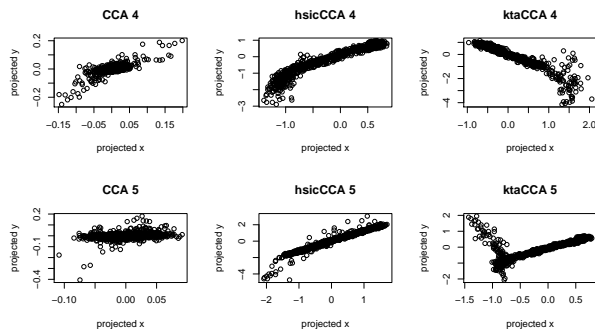 CCA 4
hsicCCA 4
ktaCCA 4
projected y
0.2
0.0
−0.2
−0.15
−0.05
0.05
0.15
projected x
projected y
1
−1
−3
−1.0
0.0
0.5
projected x
projected y
0
−2
−4
−1.0
0.0
1.0
2.0
projected x
CCA 5
hsicCCA 5
ktaCCA 5
projected y
0.2
−0.1
−0.4
−0.10
−0.05
0.00
0.05
projected x
projected y
2
0
−4
−2
−1
0
1
projected x
projected y
2
0
−2
−1.5
−1.0
−0.5
0.0
0.5
projected x